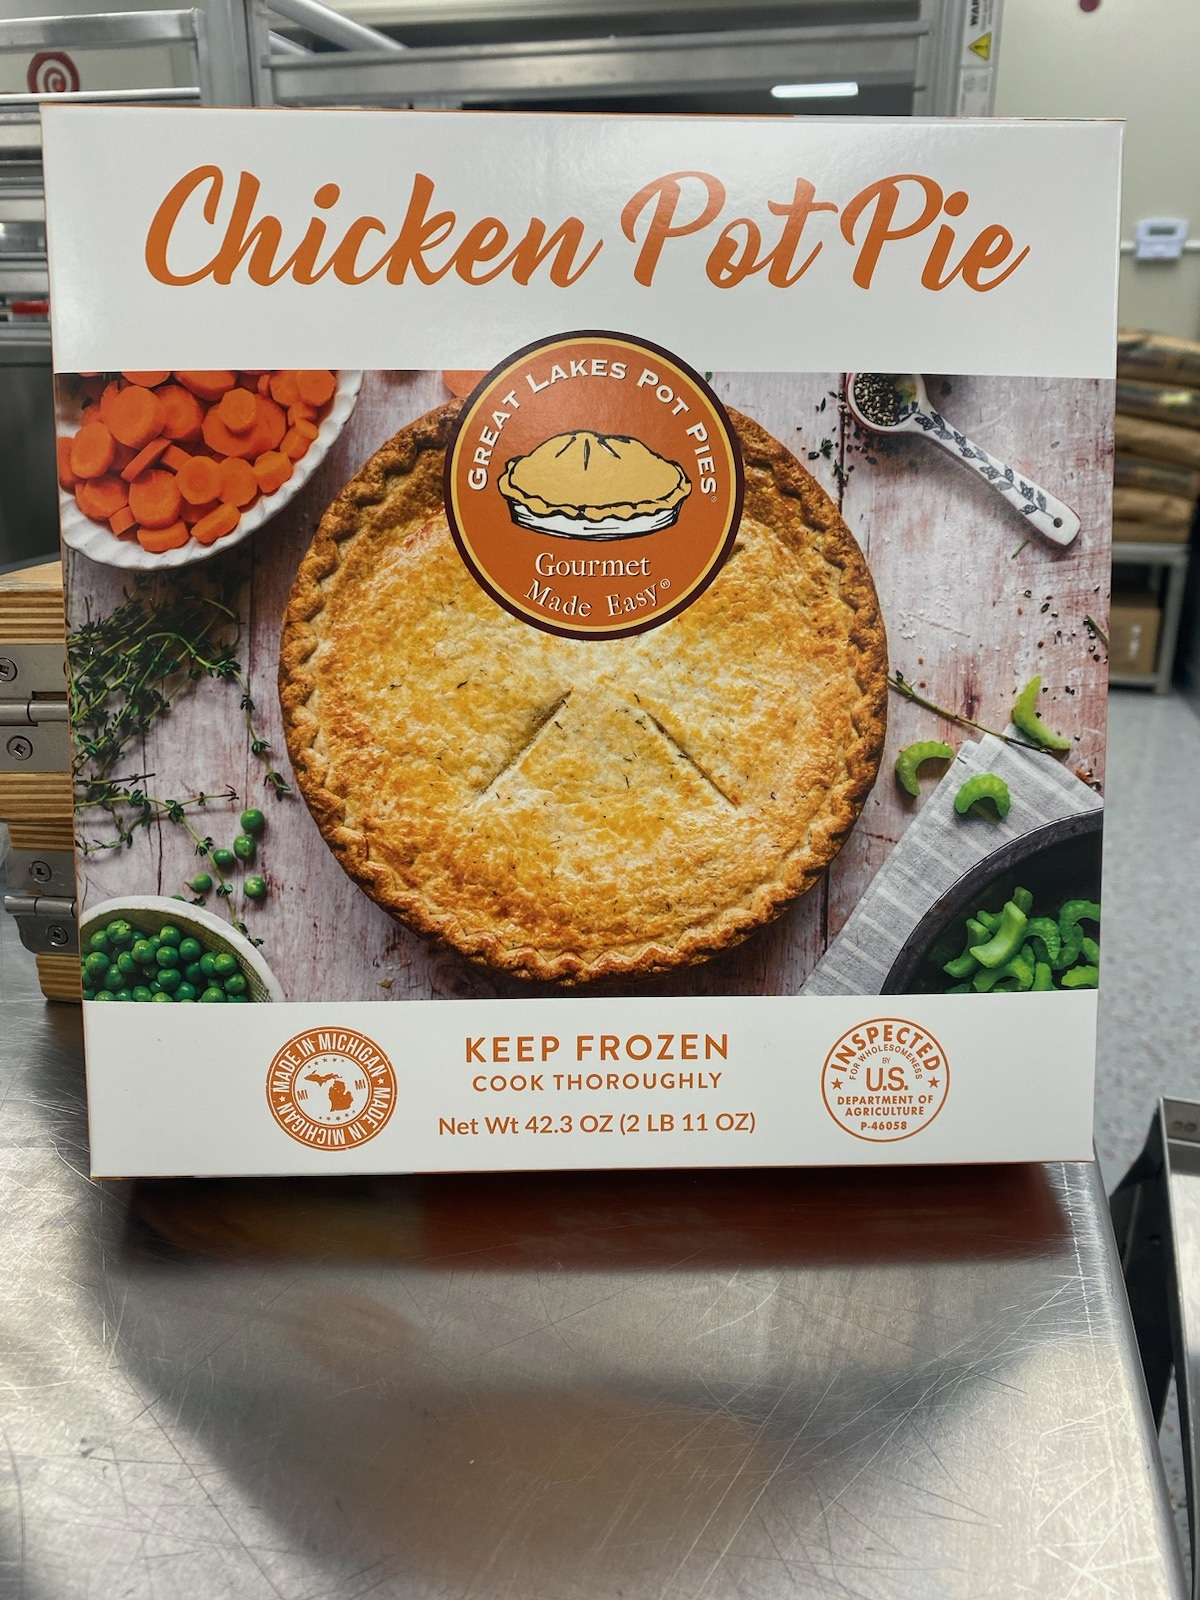 WAR
Chicken Pot Pie
GREAT LAKES POT PIES®
Gourmet
Made Easy®
MADE IN MICHIGAN ★ MADE IN MICHIGAN ★
MI MI
KEEP FROZEN
COOK THOROUGHLY
Net Wt 42.3 OZ (2 LB 11 OZ)
INSPECTED
FOR WHOLESOMENESS
BY
U.S.
DEPARTMENT OF
AGRICULTURE
P-46058